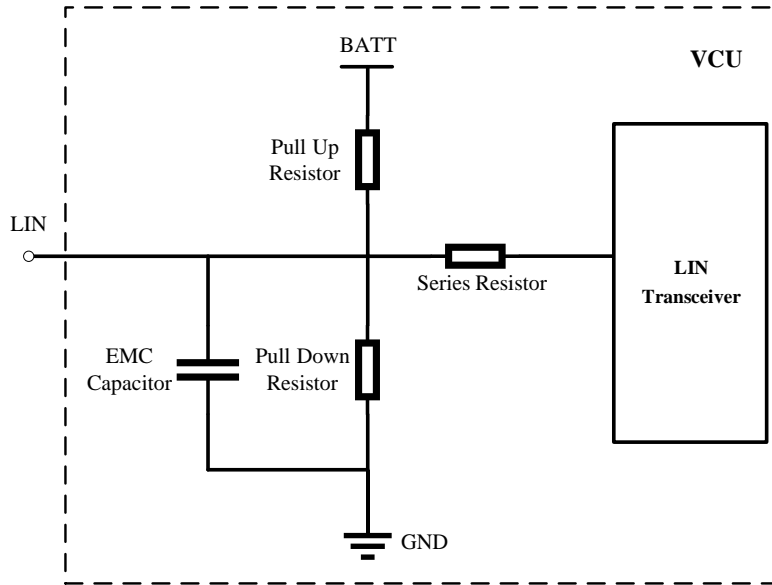 BATT
VCU
Pull Up
Resistor
LIN
Series Resistor
LIN
Transceiver
EMC
Capacitor
Pull Down
Resistor
GND